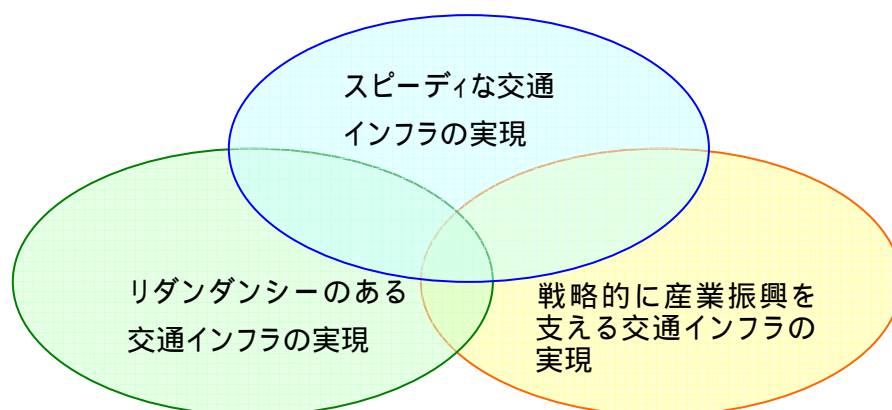 スピーディな交通
インフラの実現
リダンダンシーのある
交通インフラの実現
戦略的に産業振興を
支える交通インフラの
実現